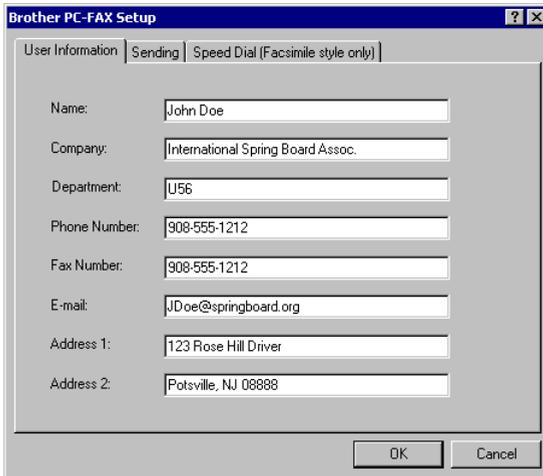 Brother PC-FAX Setup
User Information Sending Speed Dial (Facsimile style only)
Name: John Doe
Company: International Spring Board Assoc.
Department: U56
Phone Number: 908-555-1212
Fax Number: 908-555-1212
E-mail: JDoe@springboard.org
Address 1: 123 Rose Hill Driver
Address 2: Potsville, NJ 08888
OK Cancel